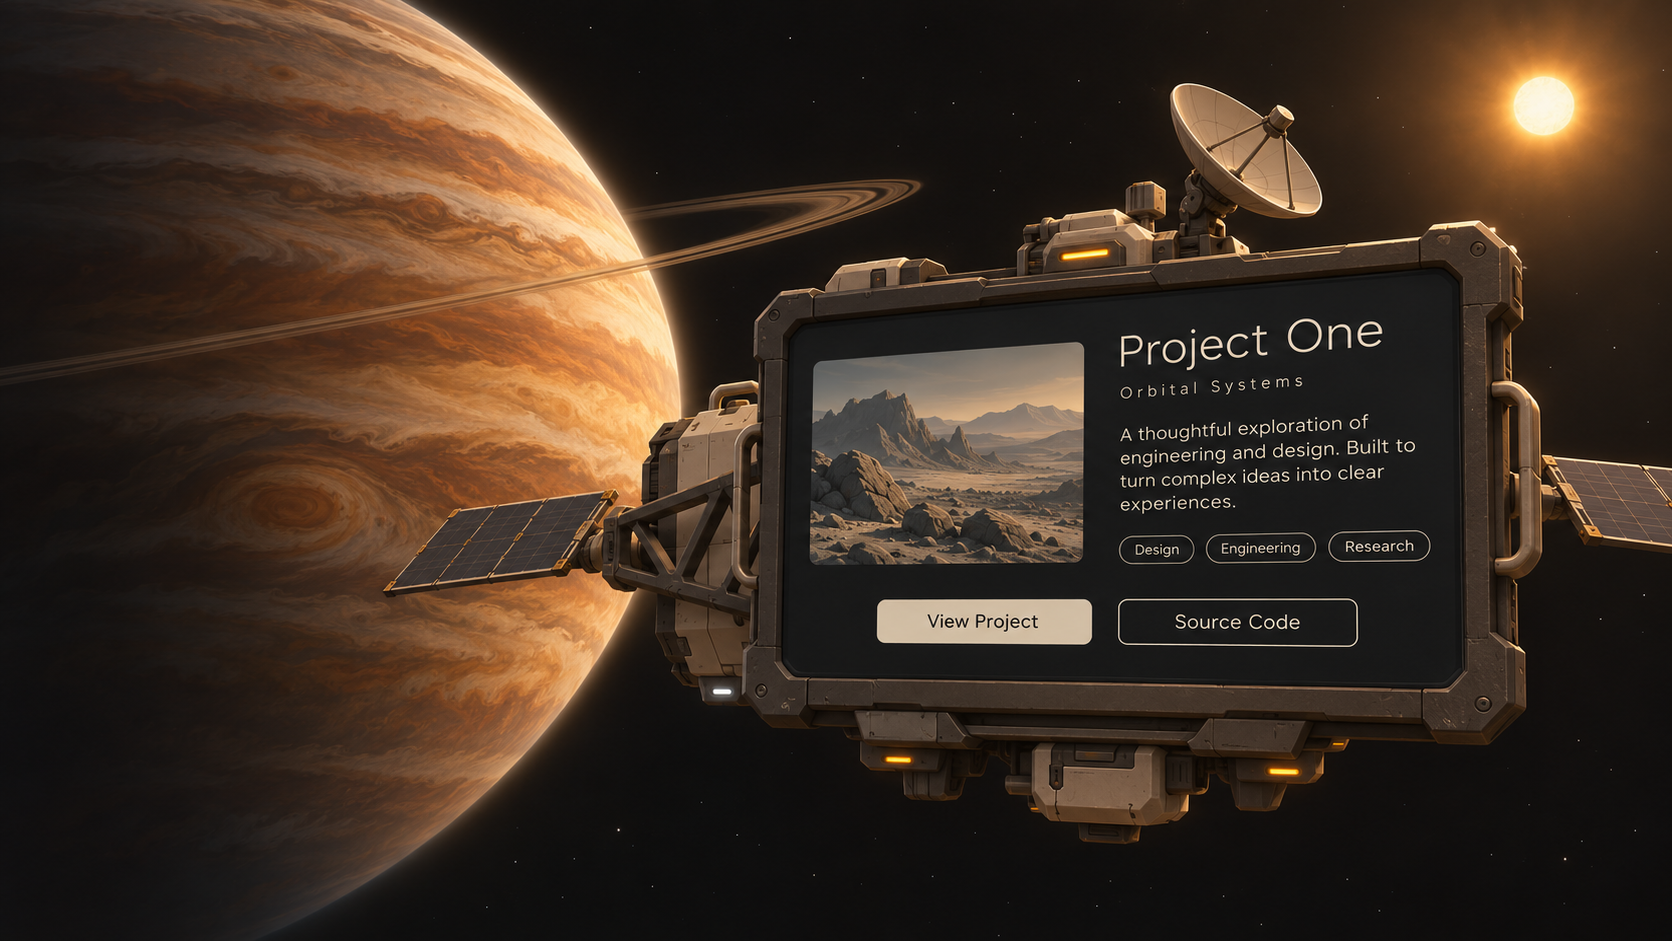 Project One
Orbital Systems
A thoughtful exploration of
engineering and design. Built to
turn complex ideas into clear
experiences.
Design
Engineering
Research
View Project
Source Code